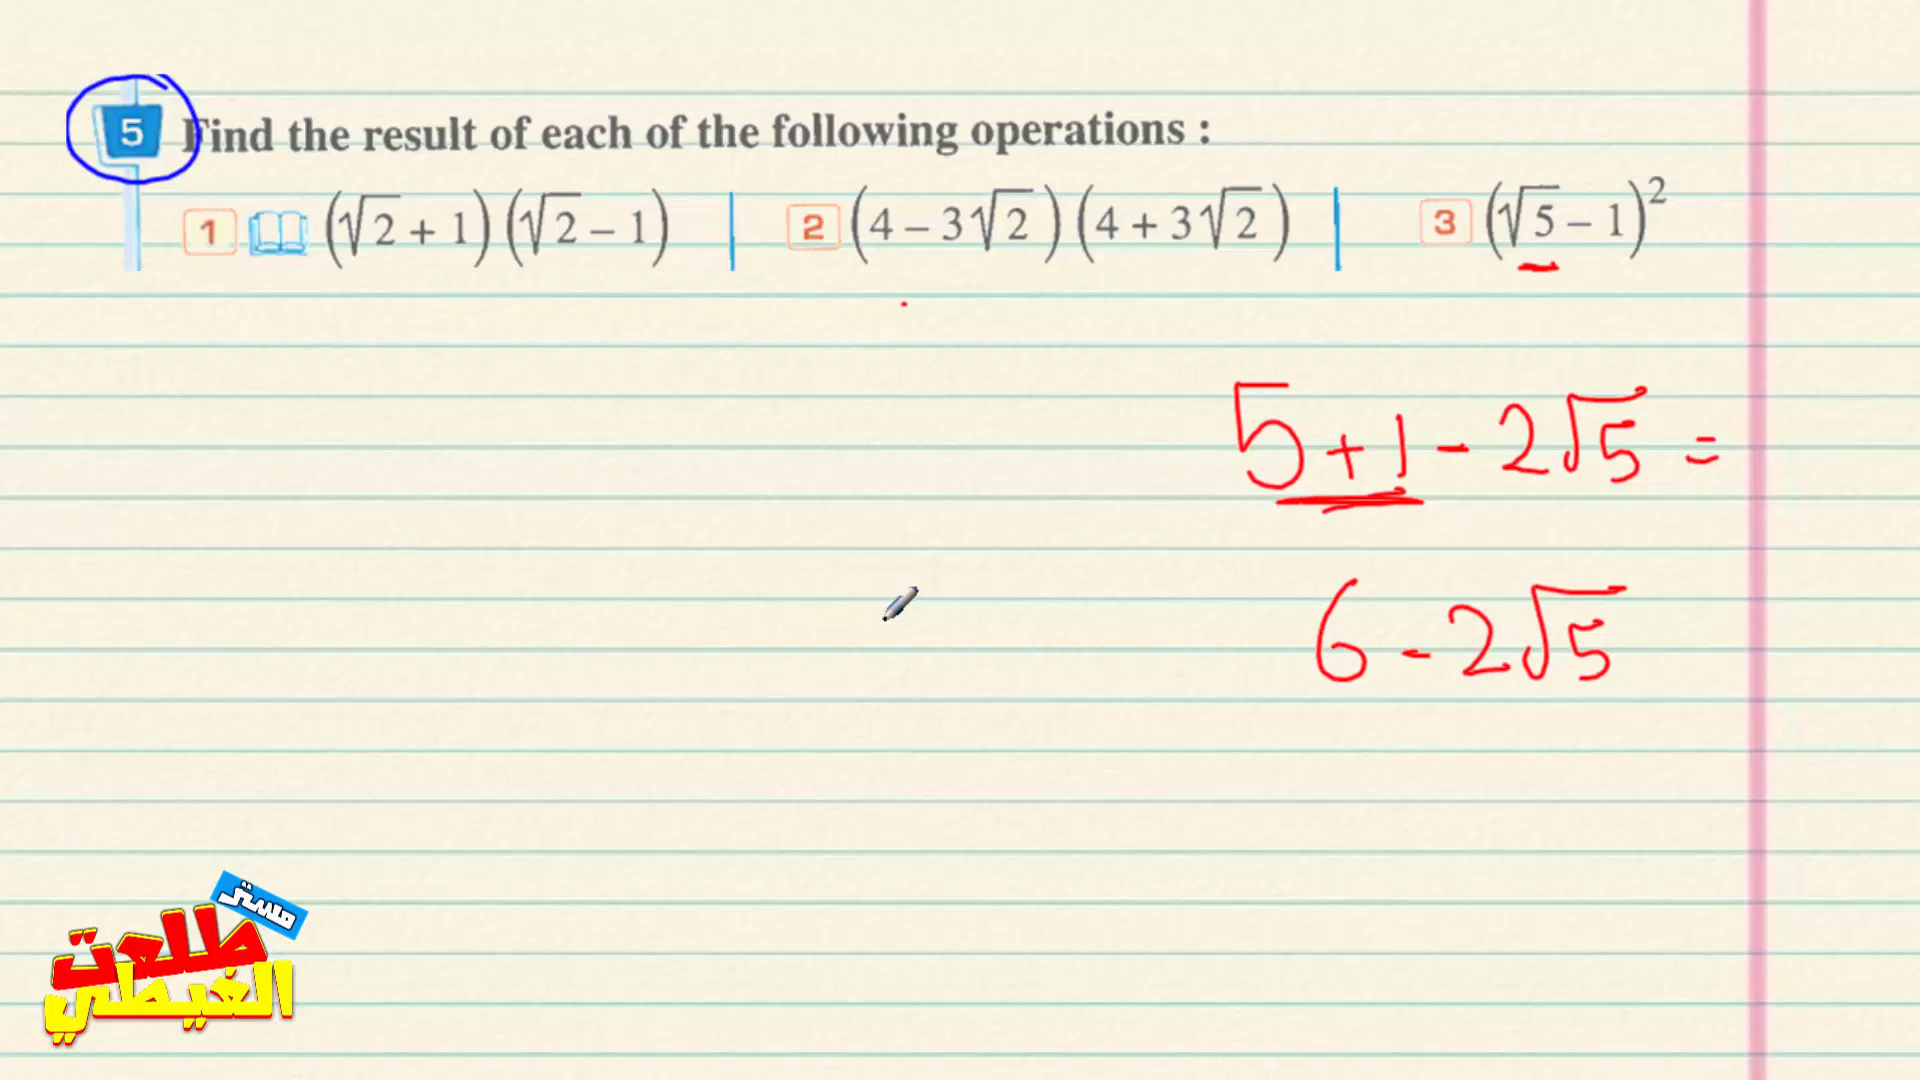 5 Find the result of each of the following operations :
1 (√2 + 1)(√2 − 1) 2 (4 − 3√2)(4 + 3√2) 3 (√5 − 1)²
5 + 1 - 2√5 =
6 - 2√5
مستر
طلعت
الغيطي